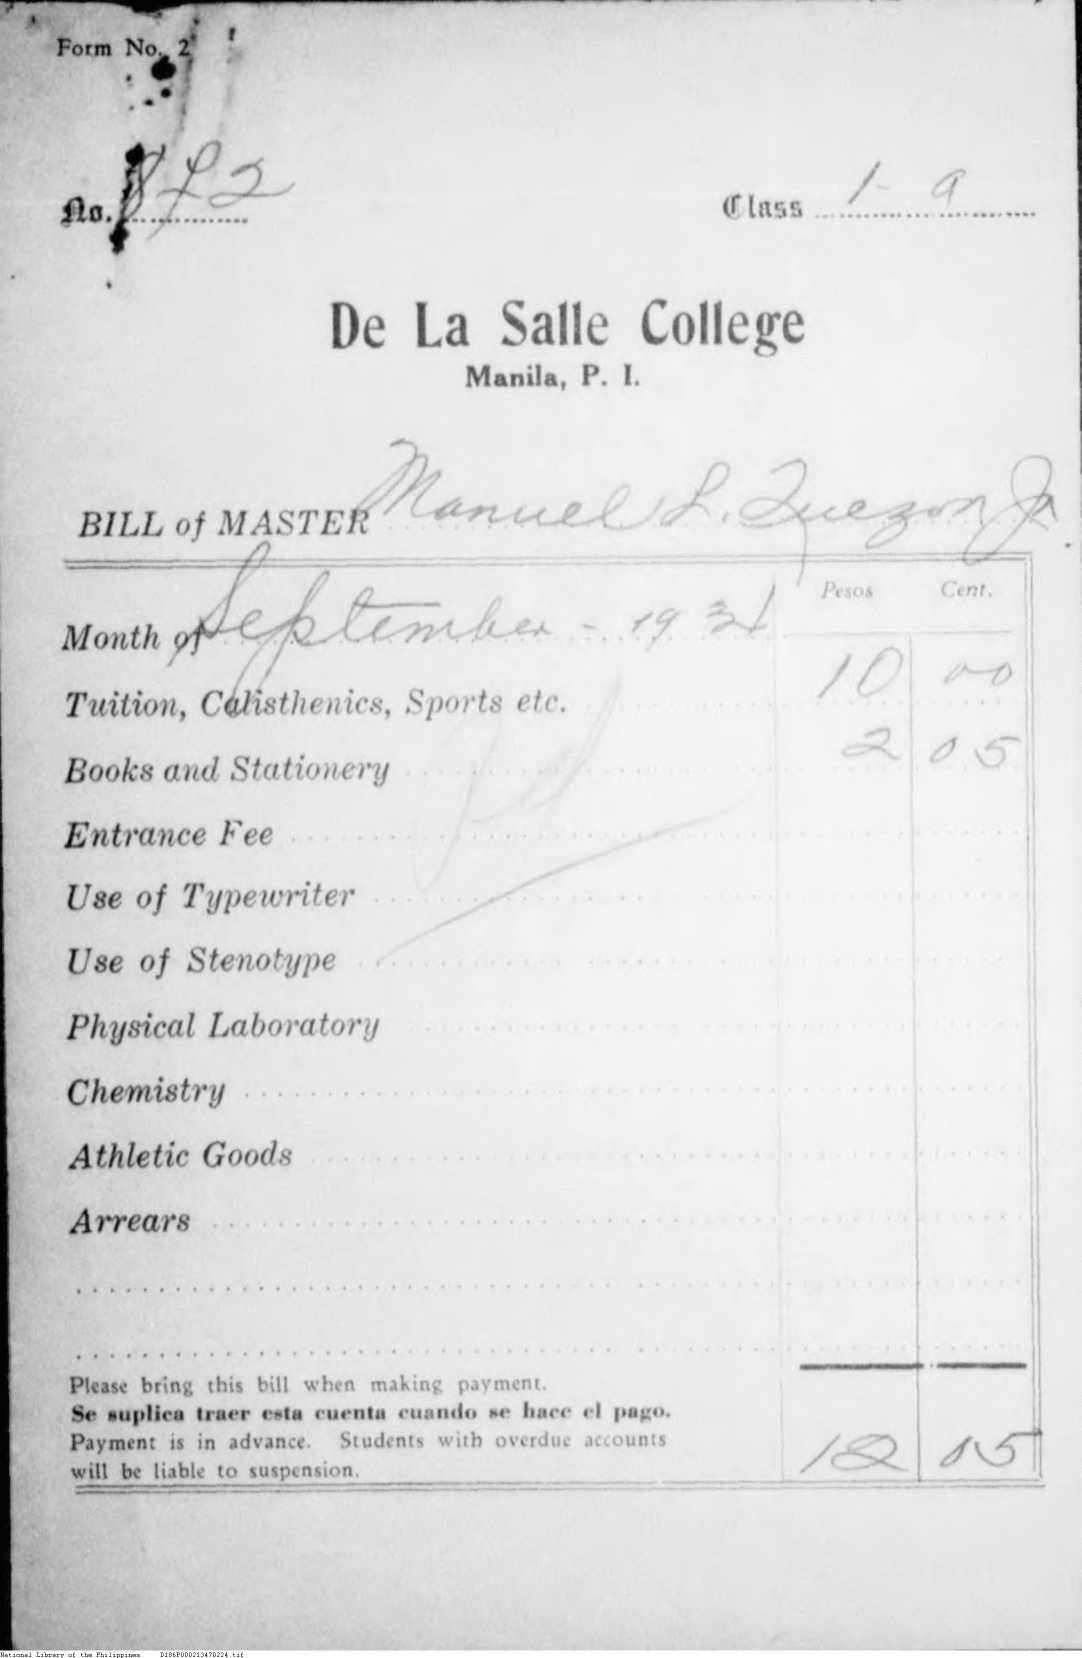 Form No. 2
No. 872
Class 1-a
De La Salle College
Manila, P. I.
BILL of MASTER Manuel L. Quezon Jr.
Pesos Cent.
Month of September - 1931
Tuition, Calisthenics, Sports etc. 10 00
Books and Stationery 2 05
Entrance Fee
Use of Typewriter
Use of Stenotype
Physical Laboratory
Chemistry
Athletic Goods
Arrears
Please bring this bill when making payment.
Se suplica traer esta cuenta cuando se hace el pago.
Payment is in advance. Students with overdue accounts
will be liable to suspension.
12 05
National Library of the Philippines D186P000213470224.tif